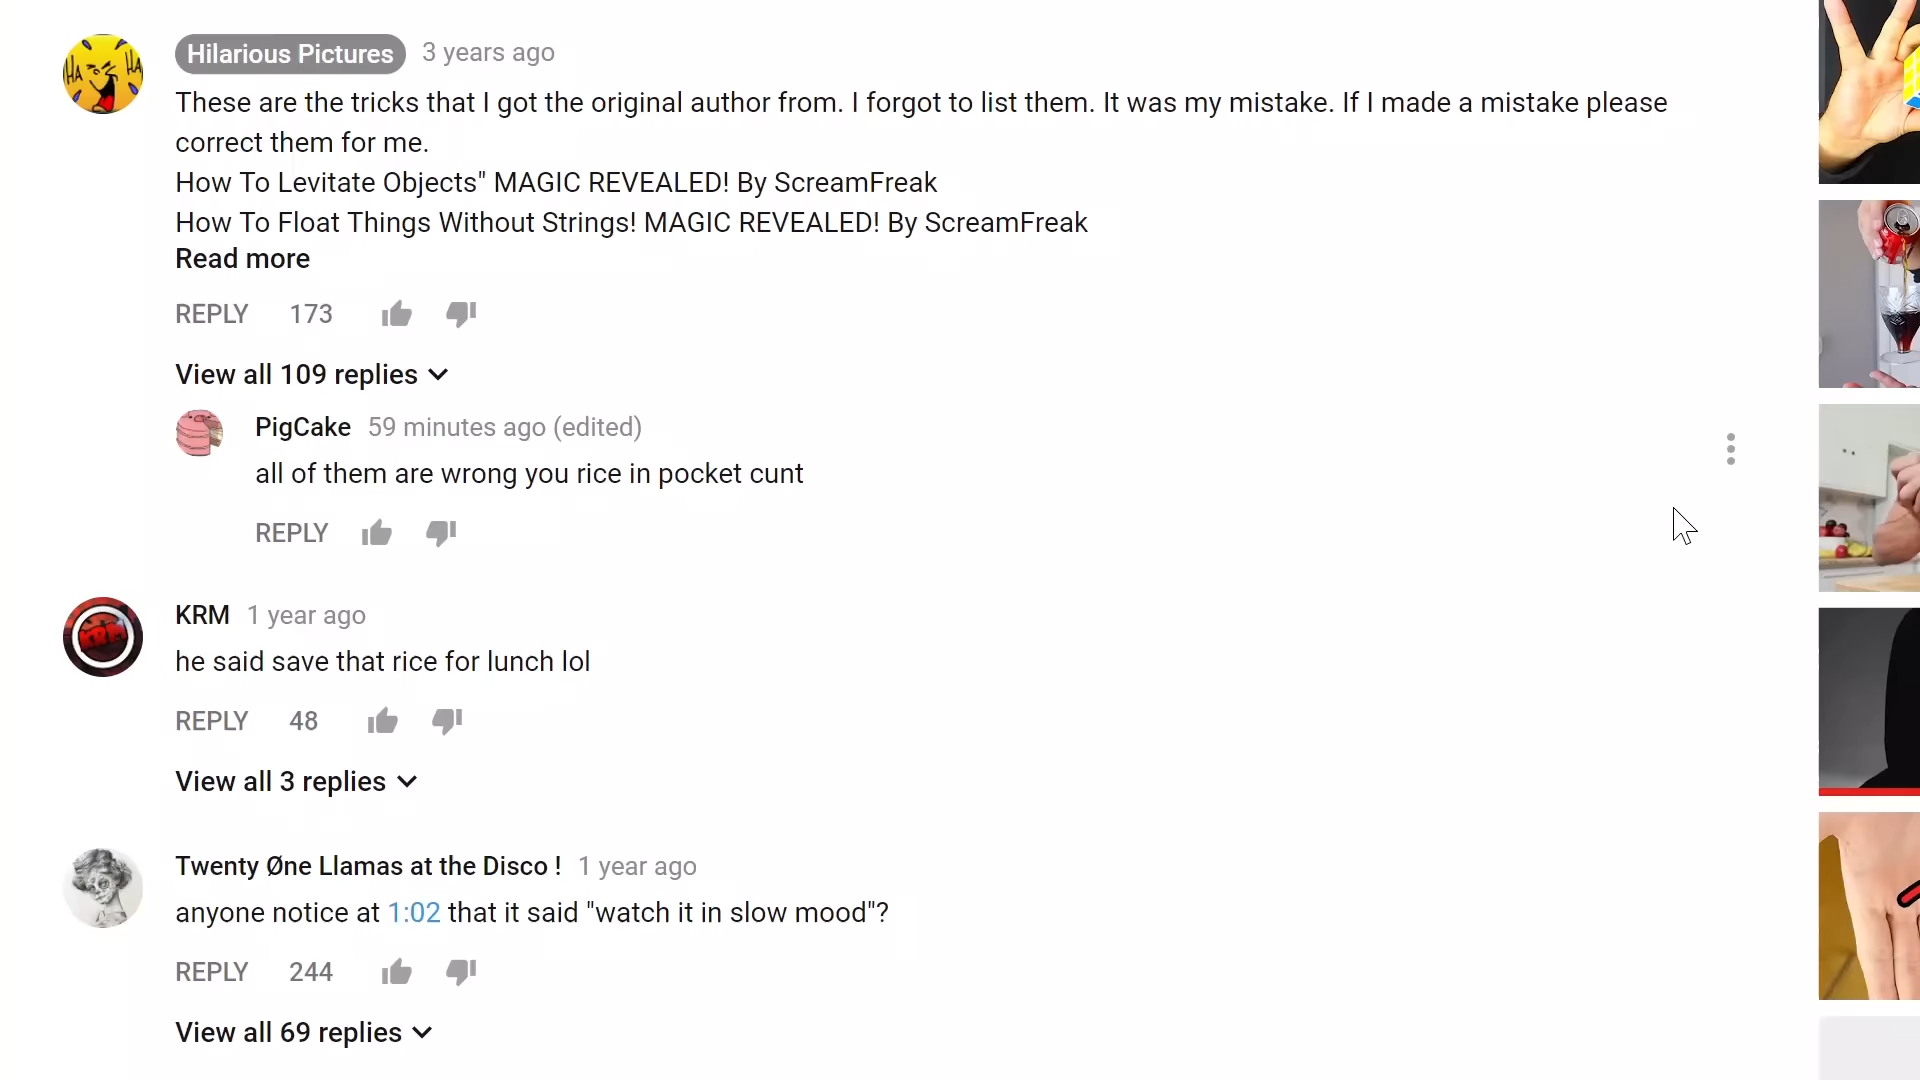 Hilarious Pictures 3 years ago
These are the tricks that I got the original author from. I forgot to list them. It was my mistake. If I made a mistake please
correct them for me.
How To Levitate Objects" MAGIC REVEALED! By ScreamFreak
How To Float Things Without Strings! MAGIC REVEALED! By ScreamFreak
Read more
REPLY 173
View all 109 replies
PigCake 59 minutes ago (edited)
all of them are wrong you rice in pocket cunt
REPLY
KRM 1 year ago
he said save that rice for lunch lol
REPLY 48
View all 3 replies
Twenty Øne Llamas at the Disco ! 1 year ago
anyone notice at 1:02 that it said "watch it in slow mood"?
REPLY 244
View all 69 replies
HA HA
KRM